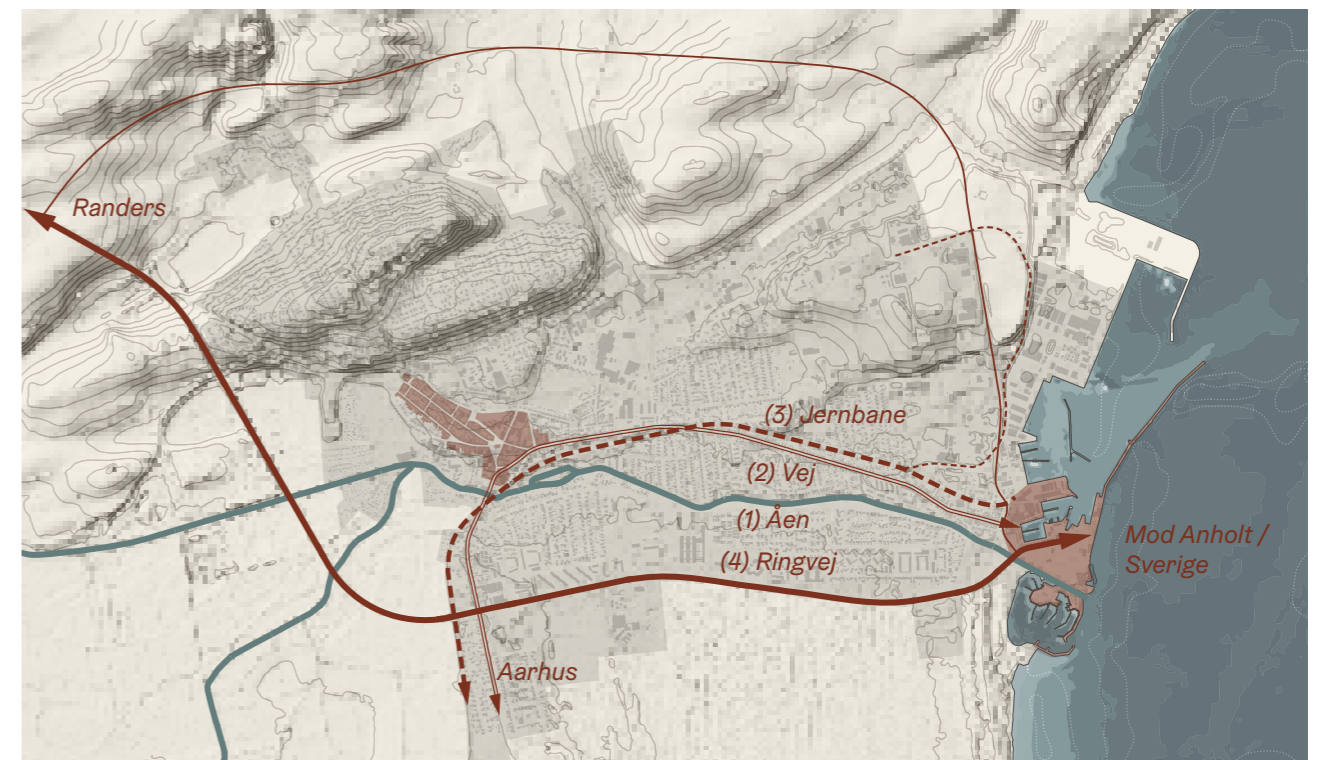 Randers
(3) Jernbane
(2) Vej
(1) Åen
Mod Anholt /
Sverige
(4) Ringvej
Aarhus